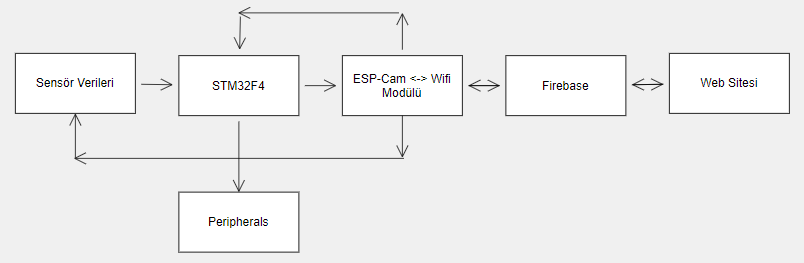 Sensör Verileri
STM32F4
ESP-Cam <-> Wifi
Modülü
Firebase
Web Sitesi
Peripherals